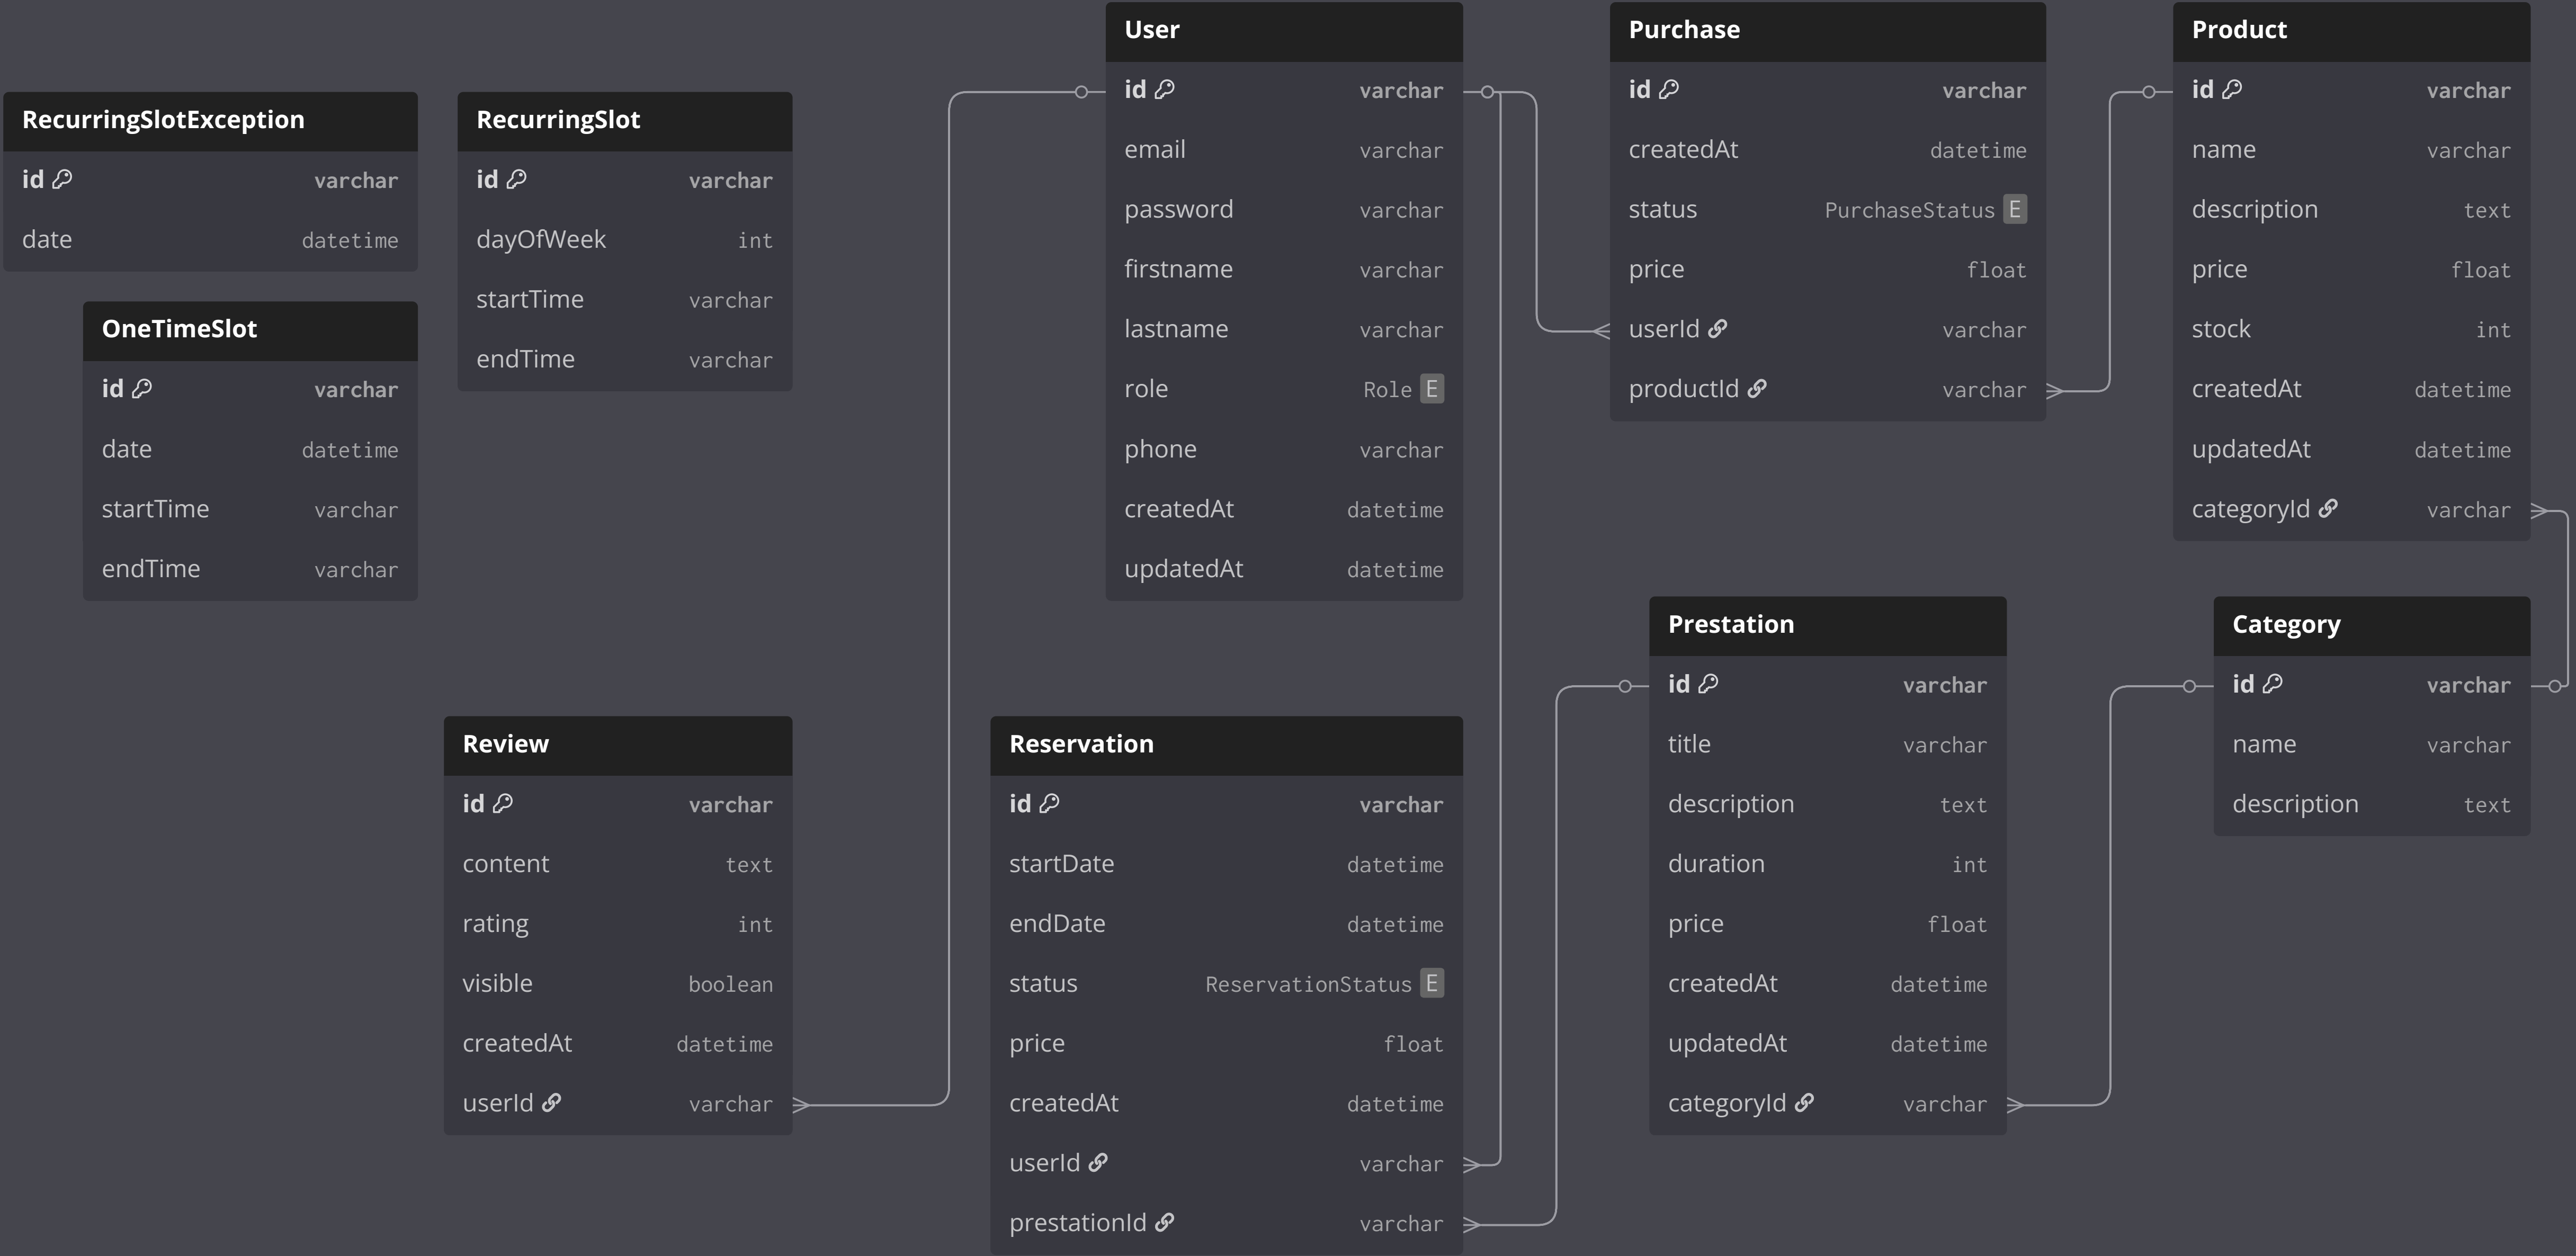 RecurringSlotException
id varchar
date datetime
OneTimeSlot
id varchar
date datetime
startTime varchar
endTime varchar
RecurringSlot
id varchar
dayOfWeek int
startTime varchar
endTime varchar
User
id varchar
email varchar
password varchar
firstname varchar
lastname varchar
role Role E
phone varchar
createdAt datetime
updatedAt datetime
Purchase
id varchar
createdAt datetime
status PurchaseStatus E
price float
userId varchar
productId varchar
Product
id varchar
name varchar
description text
price float
stock int
createdAt datetime
updatedAt datetime
categoryId varchar
Review
id varchar
content text
rating int
visible boolean
createdAt datetime
userId varchar
Reservation
id varchar
startDate datetime
endDate datetime
status ReservationStatus E
price float
createdAt datetime
userId varchar
prestationId varchar
Prestation
id varchar
title varchar
description text
duration int
price float
createdAt datetime
updatedAt datetime
categoryId varchar
Category
id varchar
name varchar
description text